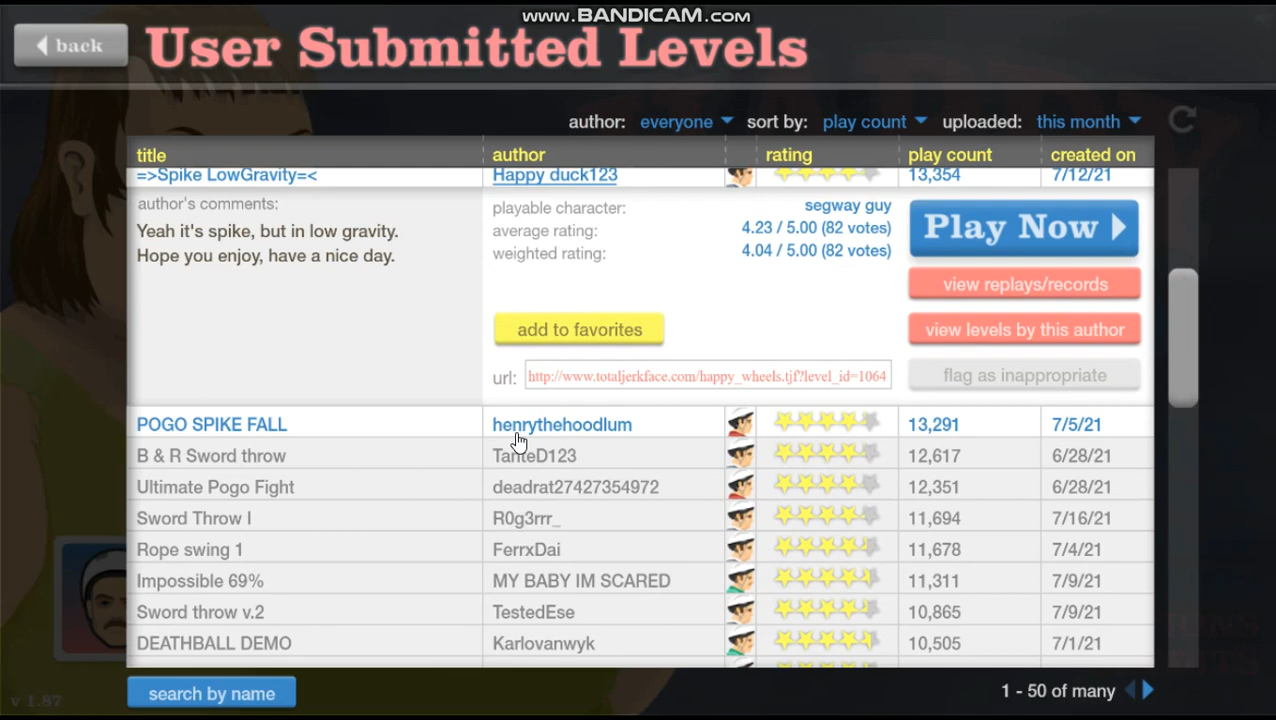 www.BANDICAM.com
back
User Submitted Levels
author: everyone sort by: play count uploaded: this month
title author rating play count created on
=>Spike LowGravity=< Happy duck123 13,354 7/12/21
author's comments:
Yeah it's spike, but in low gravity.
Hope you enjoy, have a nice day.
playable character: segway guy
average rating: 4.23 / 5.00 (82 votes)
weighted rating: 4.04 / 5.00 (82 votes)
Play Now
view replays/records
add to favorites
view levels by this author
url: http://www.totaljerkface.com/happy_wheels.tjf?level_id=1064
flag as inappropriate
POGO SPIKE FALL henrythehoodlum 13,291 7/5/21
B & R Sword throw TanteD123 12,617 6/28/21
Ultimate Pogo Fight deadrat27427354972 12,351 6/28/21
Sword Throw I R0g3rrr_ 11,694 7/16/21
Rope swing 1 FerrxDai 11,678 7/4/21
Impossible 69% MY BABY IM SCARED 11,311 7/9/21
Sword throw v.2 TestedEse 10,865 7/9/21
DEATHBALL DEMO Karlovanwyk 10,505 7/1/21
search by name
1 - 50 of many
v 1.87